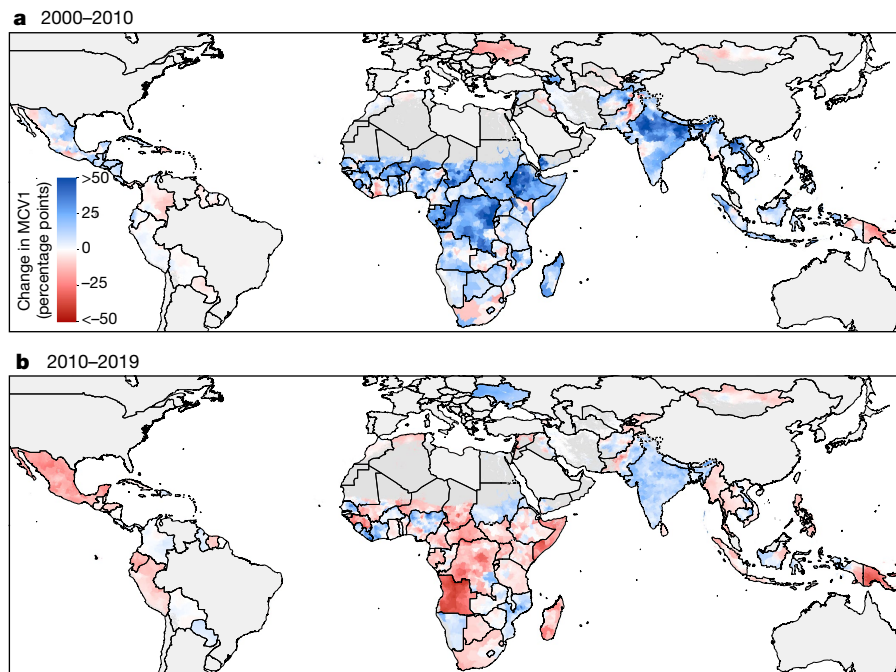 a 2000–2010
Change in MCV1
(percentage points)
>50
25
0
−25
<−50
b 2010–2019